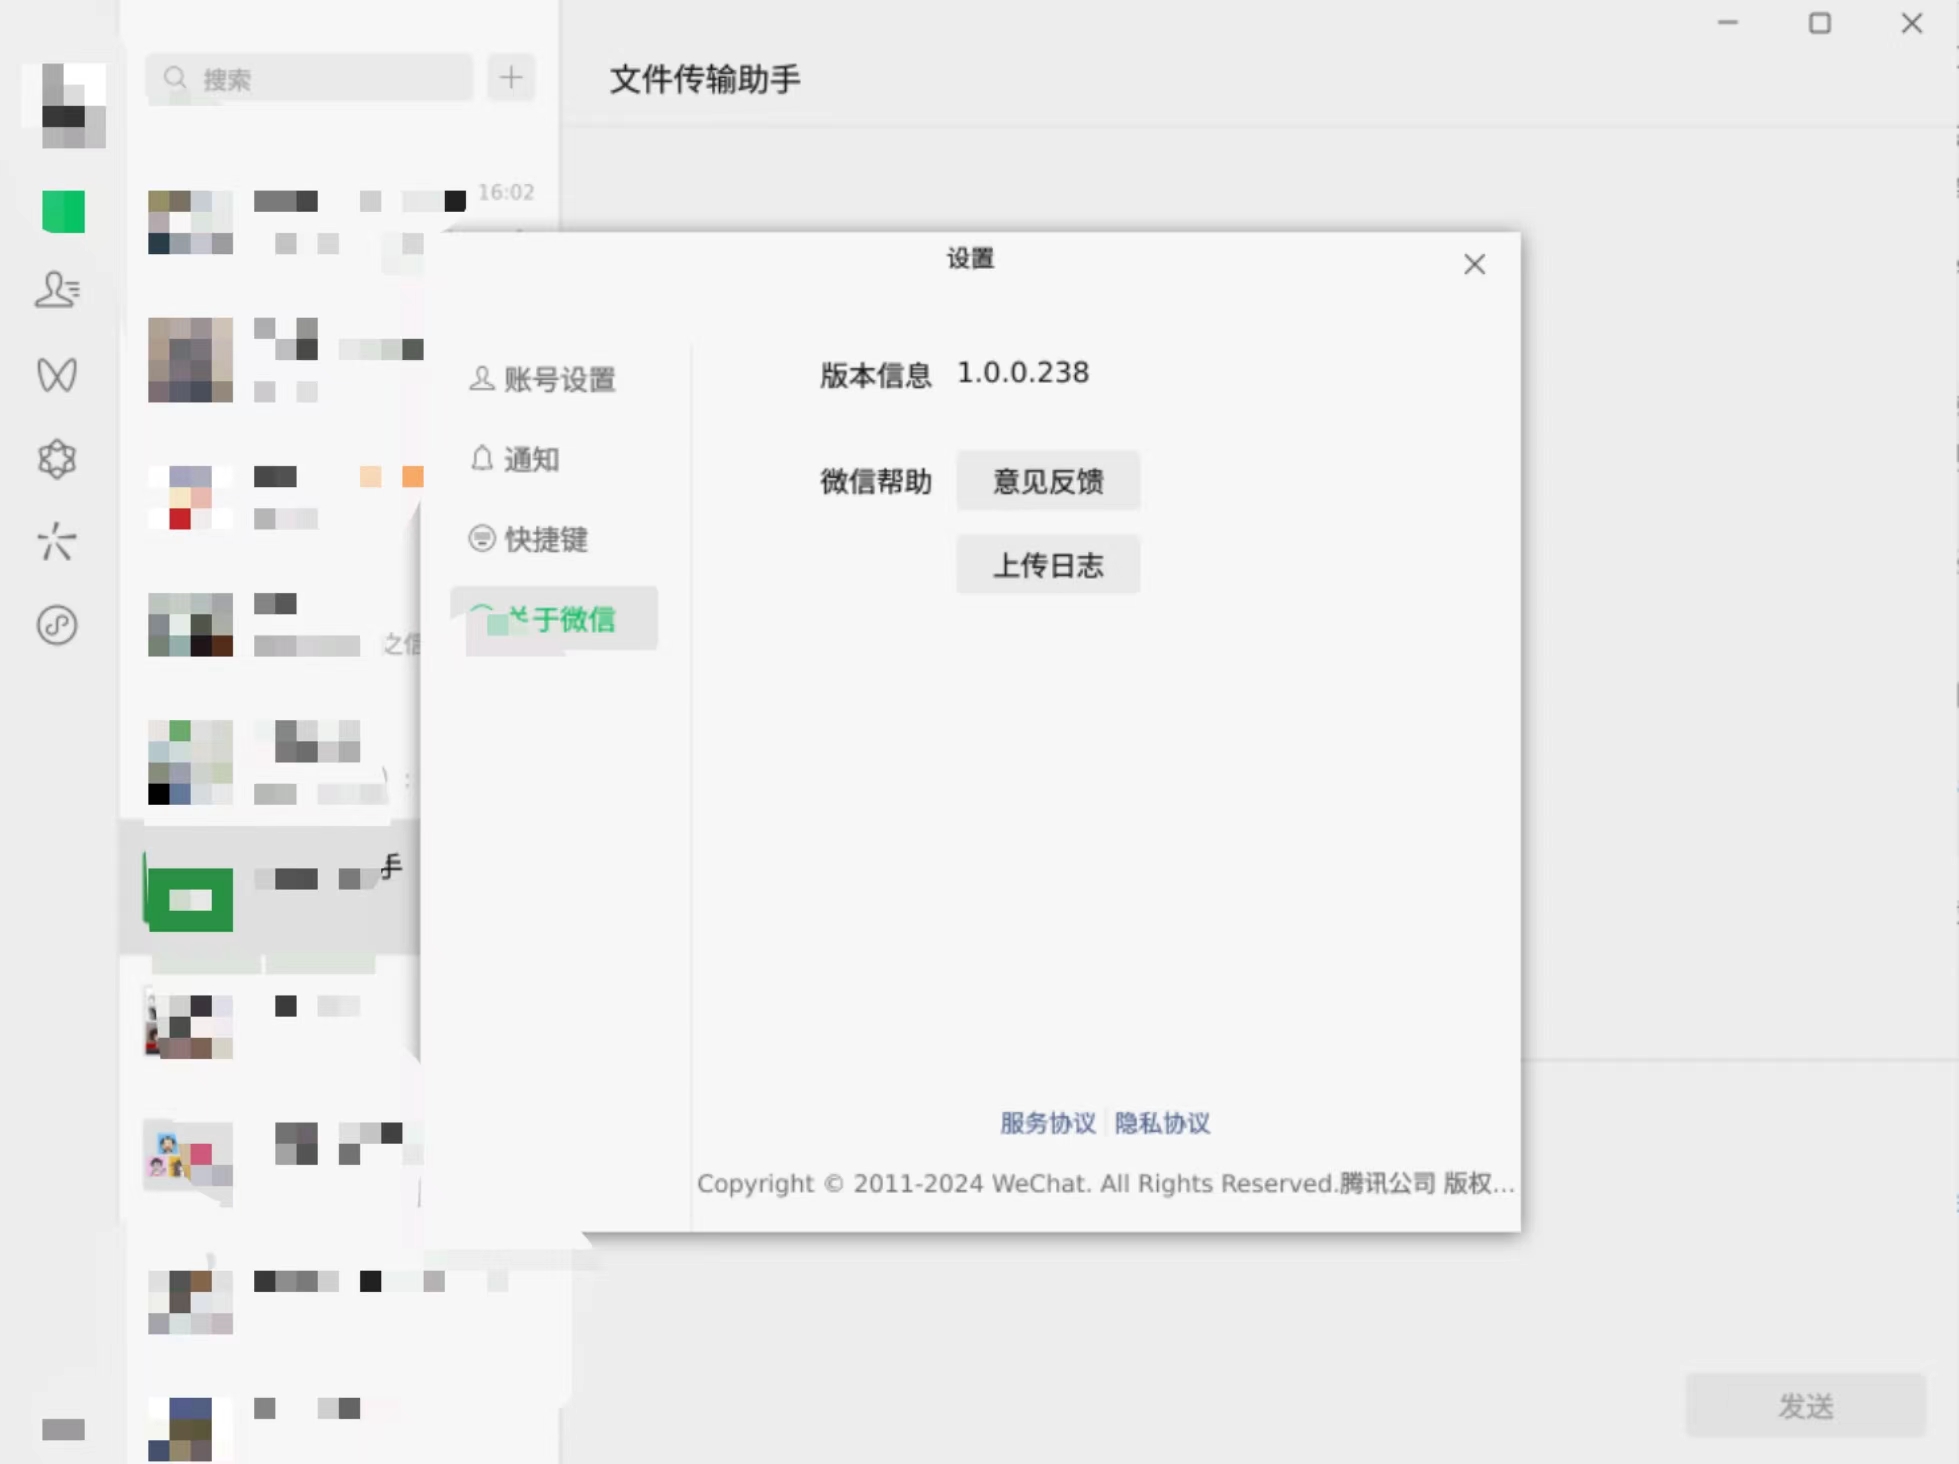 搜索
文件传输助手
16:02
设置
账号设置
通知
快捷键
关于微信
版本信息 1.0.0.238
微信帮助 意见反馈
上传日志
之信
手
服务协议 隐私协议
Copyright © 2011-2024 WeChat. All Rights Reserved.腾讯公司 版权...
发送